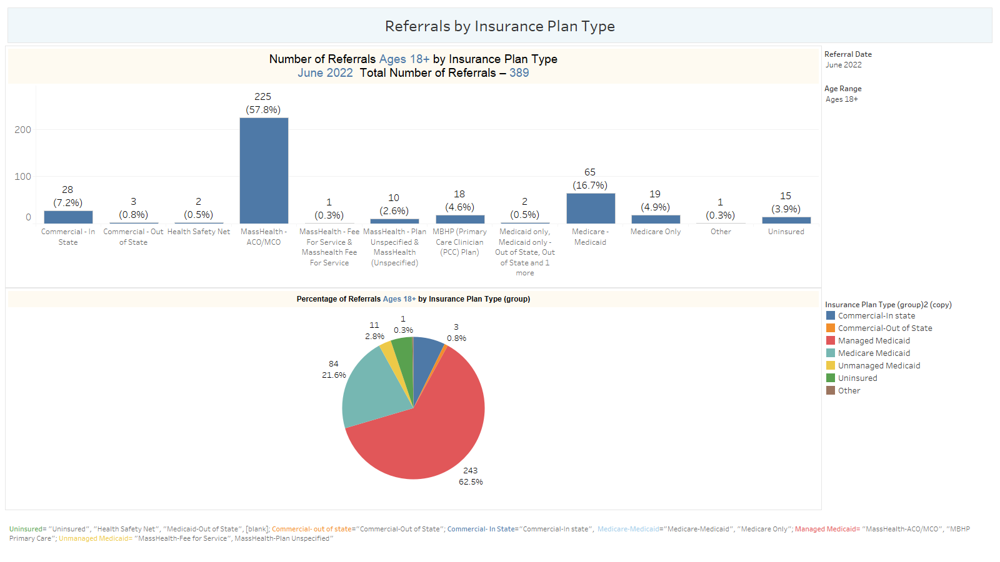 Referrals by Insurance Plan Type
Number of Referrals Ages 18+ by Insurance Plan Type
June 2022 Total Number of Referrals – 389
Referral Date
June 2022
Age Range
Ages 18+
200
100
0
28
(7.2%)
3
(0.8%)
2
(0.5%)
225
(57.8%)
1
(0.3%)
10
(2.6%)
18
(4.6%)
2
(0.5%)
65
(16.7%)
19
(4.9%)
1
(0.3%)
15
(3.9%)
Commercial - In
State
Commercial - Out
of State
Health Safety Net
MassHealth -
ACO/MCO
MassHealth - Fee
For Service &
Masshealth Fee
For Service
MassHealth - Plan
Unspecified &
MassHealth
(Unspecified)
MBHP (Primary
Care Clinician
(PCC) Plan)
Medicaid only,
Medicaid only -
Out of State, Out
of State and 1
more
Medicare -
Medicaid
Medicare Only
Other
Uninsured
Percentage of Referrals Ages 18+ by Insurance Plan Type (group)
11
2.8%
1
0.3%
3
0.8%
84
21.6%
243
62.5%
Insurance Plan Type (group)2 (copy)
Commercial-In state
Commercial-Out of State
Managed Medicaid
Medicare Medicaid
Unmanaged Medicaid
Uninsured
Other
Uninsured= "Uninsured", "Health Safety Net", "Medicaid-Out of State", [blank]; Commercial- out of state="Commercial-Out of State"; Commercial- In State="Commercial-In state", Medicare-Medicaid="Medicare-Medicaid", "Medicare Only"; Managed Medicaid= "MassHealth-ACO/MCO", "MBHP
Primary Care"; Unmanaged Medicaid= "MassHealth-Fee for Service", MassHealth-Plan Unspecified"